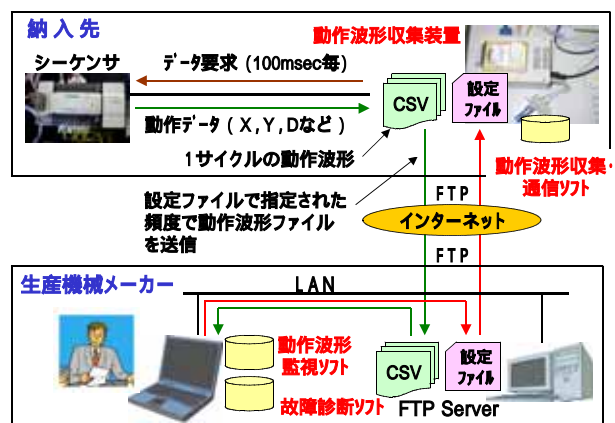 納入先
動作波形収集装置
シーケンサ
ﾃﾞｰﾀ要求（100msec毎）
CSV
設定
ﾌｧｲﾙ
動作ﾃﾞｰﾀ（X,Y,Dなど）
1サイクルの動作波形
動作波形収集・
通信ソフト
設定ファイルで指定された
頻度で動作波形ファイル
を送信
FTP
インターネット
FTP
生産機械メーカー
LAN
動作波形
監視ｿﾌﾄ
故障診断ｿﾌﾄ
CSV
設定
ﾌｧｲﾙ
FTP Server